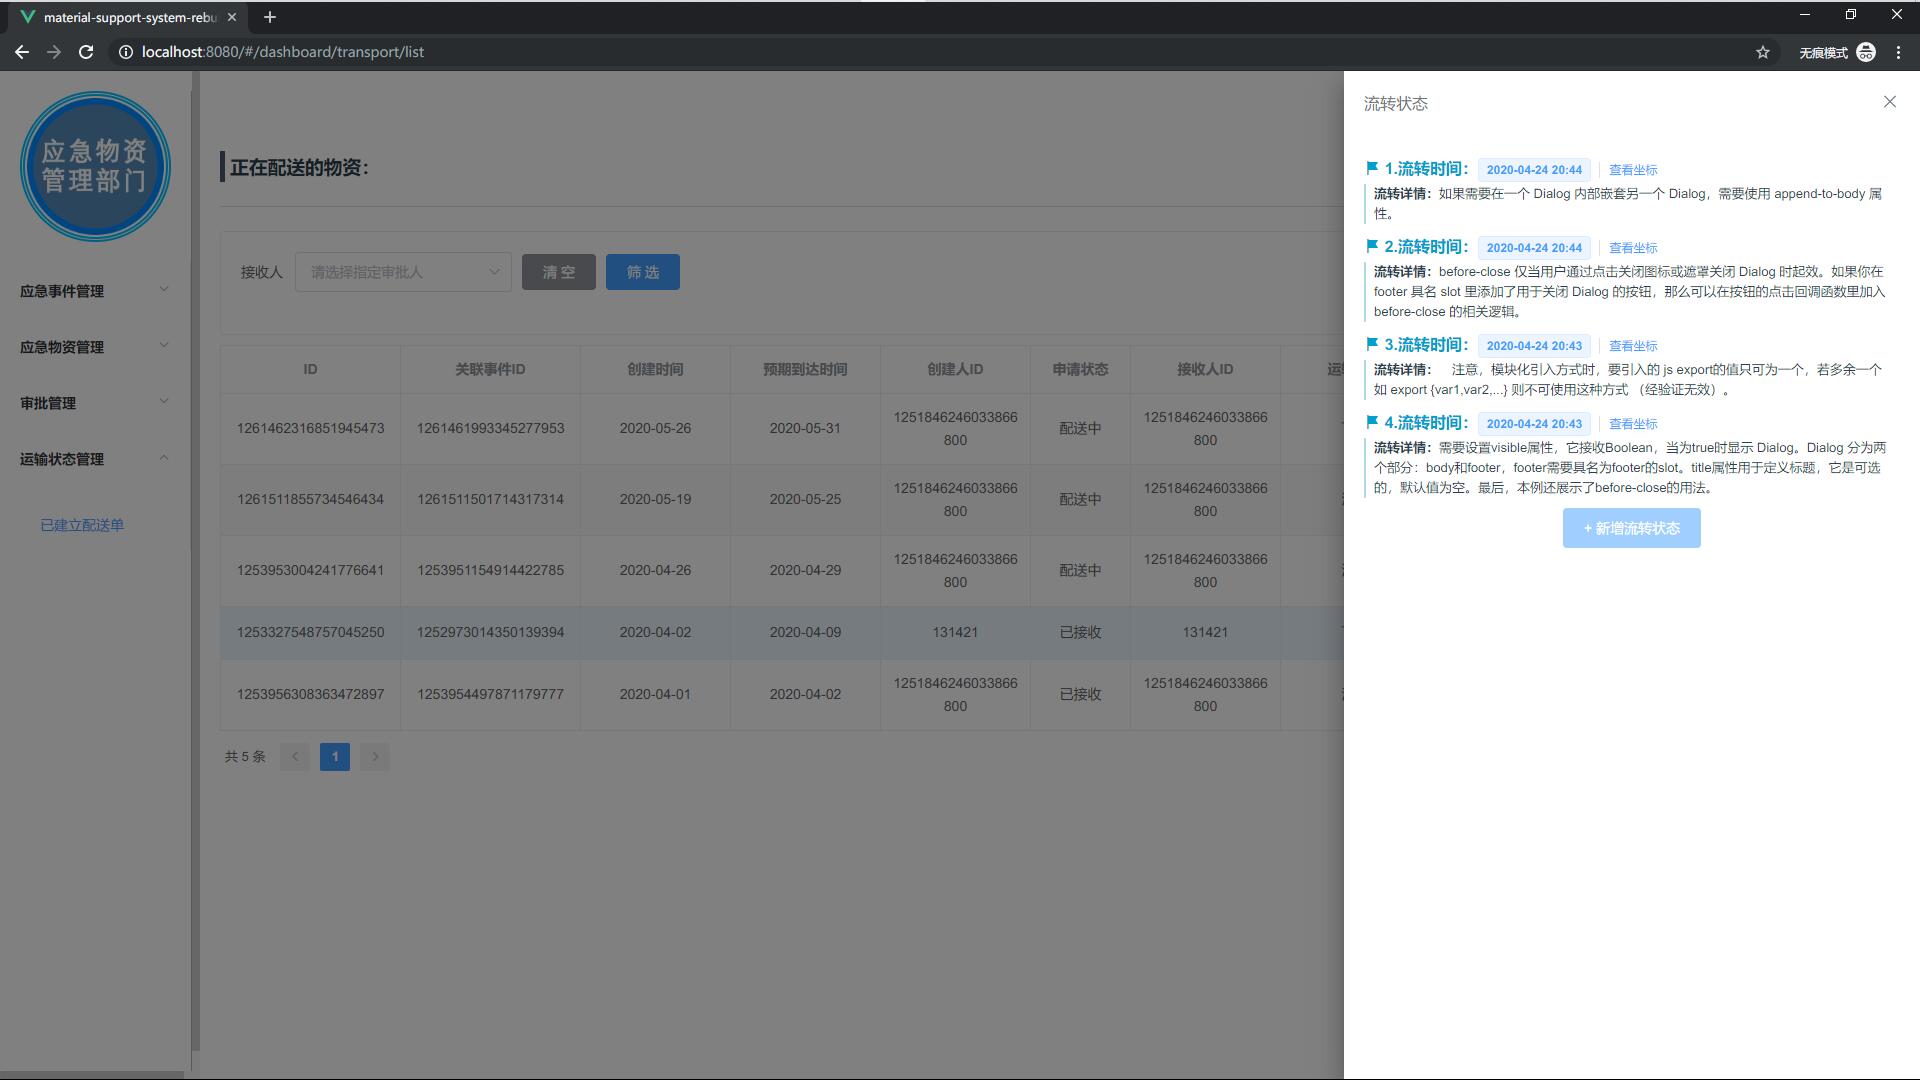 material-support-system-rebu
localhost:8080/#/dashboard/transport/list
无痕模式
应急物资
管理部门
应急事件管理
应急物资管理
审批管理
运输状态管理
已建立配送单
正在配送的物资：
接收人
请选择指定审批人
清 空
筛 选
ID 关联事件ID 创建时间 预期到达时间 创建人ID 申请状态 接收人ID
1261462316851945473 1261461993345277953 2020-05-26 2020-05-31 1251846246033866800 配送中 1251846246033866800
1261511855734546434 1261511501714317314 2020-05-19 2020-05-25 1251846246033866800 配送中 1251846246033866800
1253953004241776641 1253951154914422785 2020-04-26 2020-04-29 1251846246033866800 配送中 1251846246033866800
1253327548757045250 1252973014350139394 2020-04-02 2020-04-09 131421 已接收 131421
1253956308363472897 1253954497871179777 2020-04-01 2020-04-02 1251846246033866800 已接收 1251846246033866800
共 5 条
1
流转状态
1.流转时间： 2020-04-24 20:44 查看坐标
流转详情：如果需要在一个 Dialog 内部嵌套另一个 Dialog，需要使用 append-to-body 属
性。
2.流转时间： 2020-04-24 20:44 查看坐标
流转详情：before-close 仅当用户通过点击关闭图标或遮罩关闭 Dialog 时起效。如果你在
footer 具名 slot 里添加了用于关闭 Dialog 的按钮，那么可以在按钮的点击回调函数里加入
before-close 的相关逻辑。
3.流转时间： 2020-04-24 20:43 查看坐标
流转详情： 注意，模块化引入方式时，要引入的 js export的值只可为一个，若多余一个
如 export {var1,var2,...} 则不可使用这种方式 （经验证无效）。
4.流转时间： 2020-04-24 20:43 查看坐标
流转详情：需要设置visible属性，它接收Boolean，当为true时显示 Dialog。Dialog 分为两
个部分：body和footer，footer需要具名为footer的slot。title属性用于定义标题，它是可选
的，默认值为空。最后，本例还展示了before-close的用法。
+ 新增流转状态